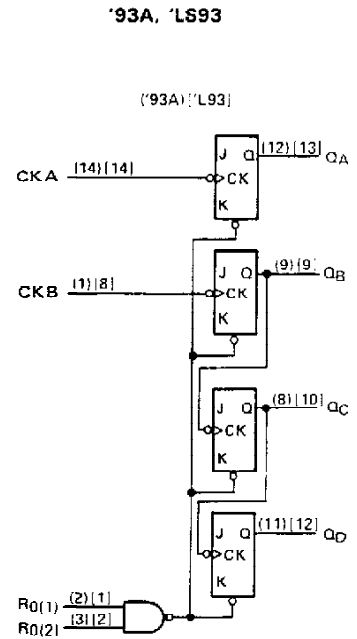 '93A, 'LS93
('93A) ['L93]
J Q (12) [13] QA
CKA (14) [14] CK
K
J Q (9) [9] QB
CKB (1) [8] CK
K
J Q (8) [10] QC
CK
K
J Q (11) [12] QD
CK
K
R0(1) (2) [1]
R0(2) (3) [2]